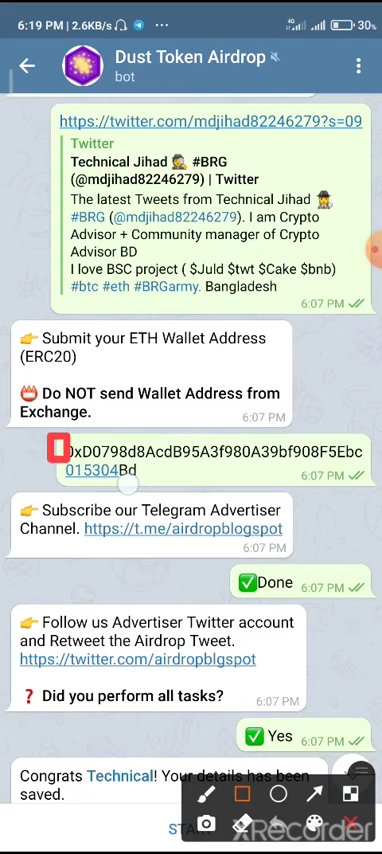 6:19 PM | 2.6KB/s
4G
30%
Dust Token Airdrop
bot
https://twitter.com/mdjihad82246279?s=09
Twitter
Technical Jihad 🕵 #BRG
(@mdjihad82246279) | Twitter
The latest Tweets from Technical Jihad 🕵
#BRG (@mdjihad82246279). I am Crypto
Advisor + Community manager of Crypto
Advisor BD
I love BSC project ( $Juld $twt $Cake $bnb)
#btc #eth #BRGarmy. Bangladesh
6:07 PM
👉 Submit your ETH Wallet Address
(ERC20)
📛 Do NOT send Wallet Address from
Exchange.
6:07 PM
0xD0798d8AcdB95A3f980A39bf908F5Ebc
015304Bd
6:07 PM
👉 Subscribe our Telegram Advertiser
Channel. https://t.me/airdropblogspot
6:07 PM
✅Done
6:07 PM
👉 Follow us Advertiser Twitter account
and Retweet the Airdrop Tweet.
https://twitter.com/airdropblgspot
❓ Did you perform all tasks?
6:07 PM
✅ Yes
6:07 PM
Congrats Technical! Your details has been
saved.
XRecorder